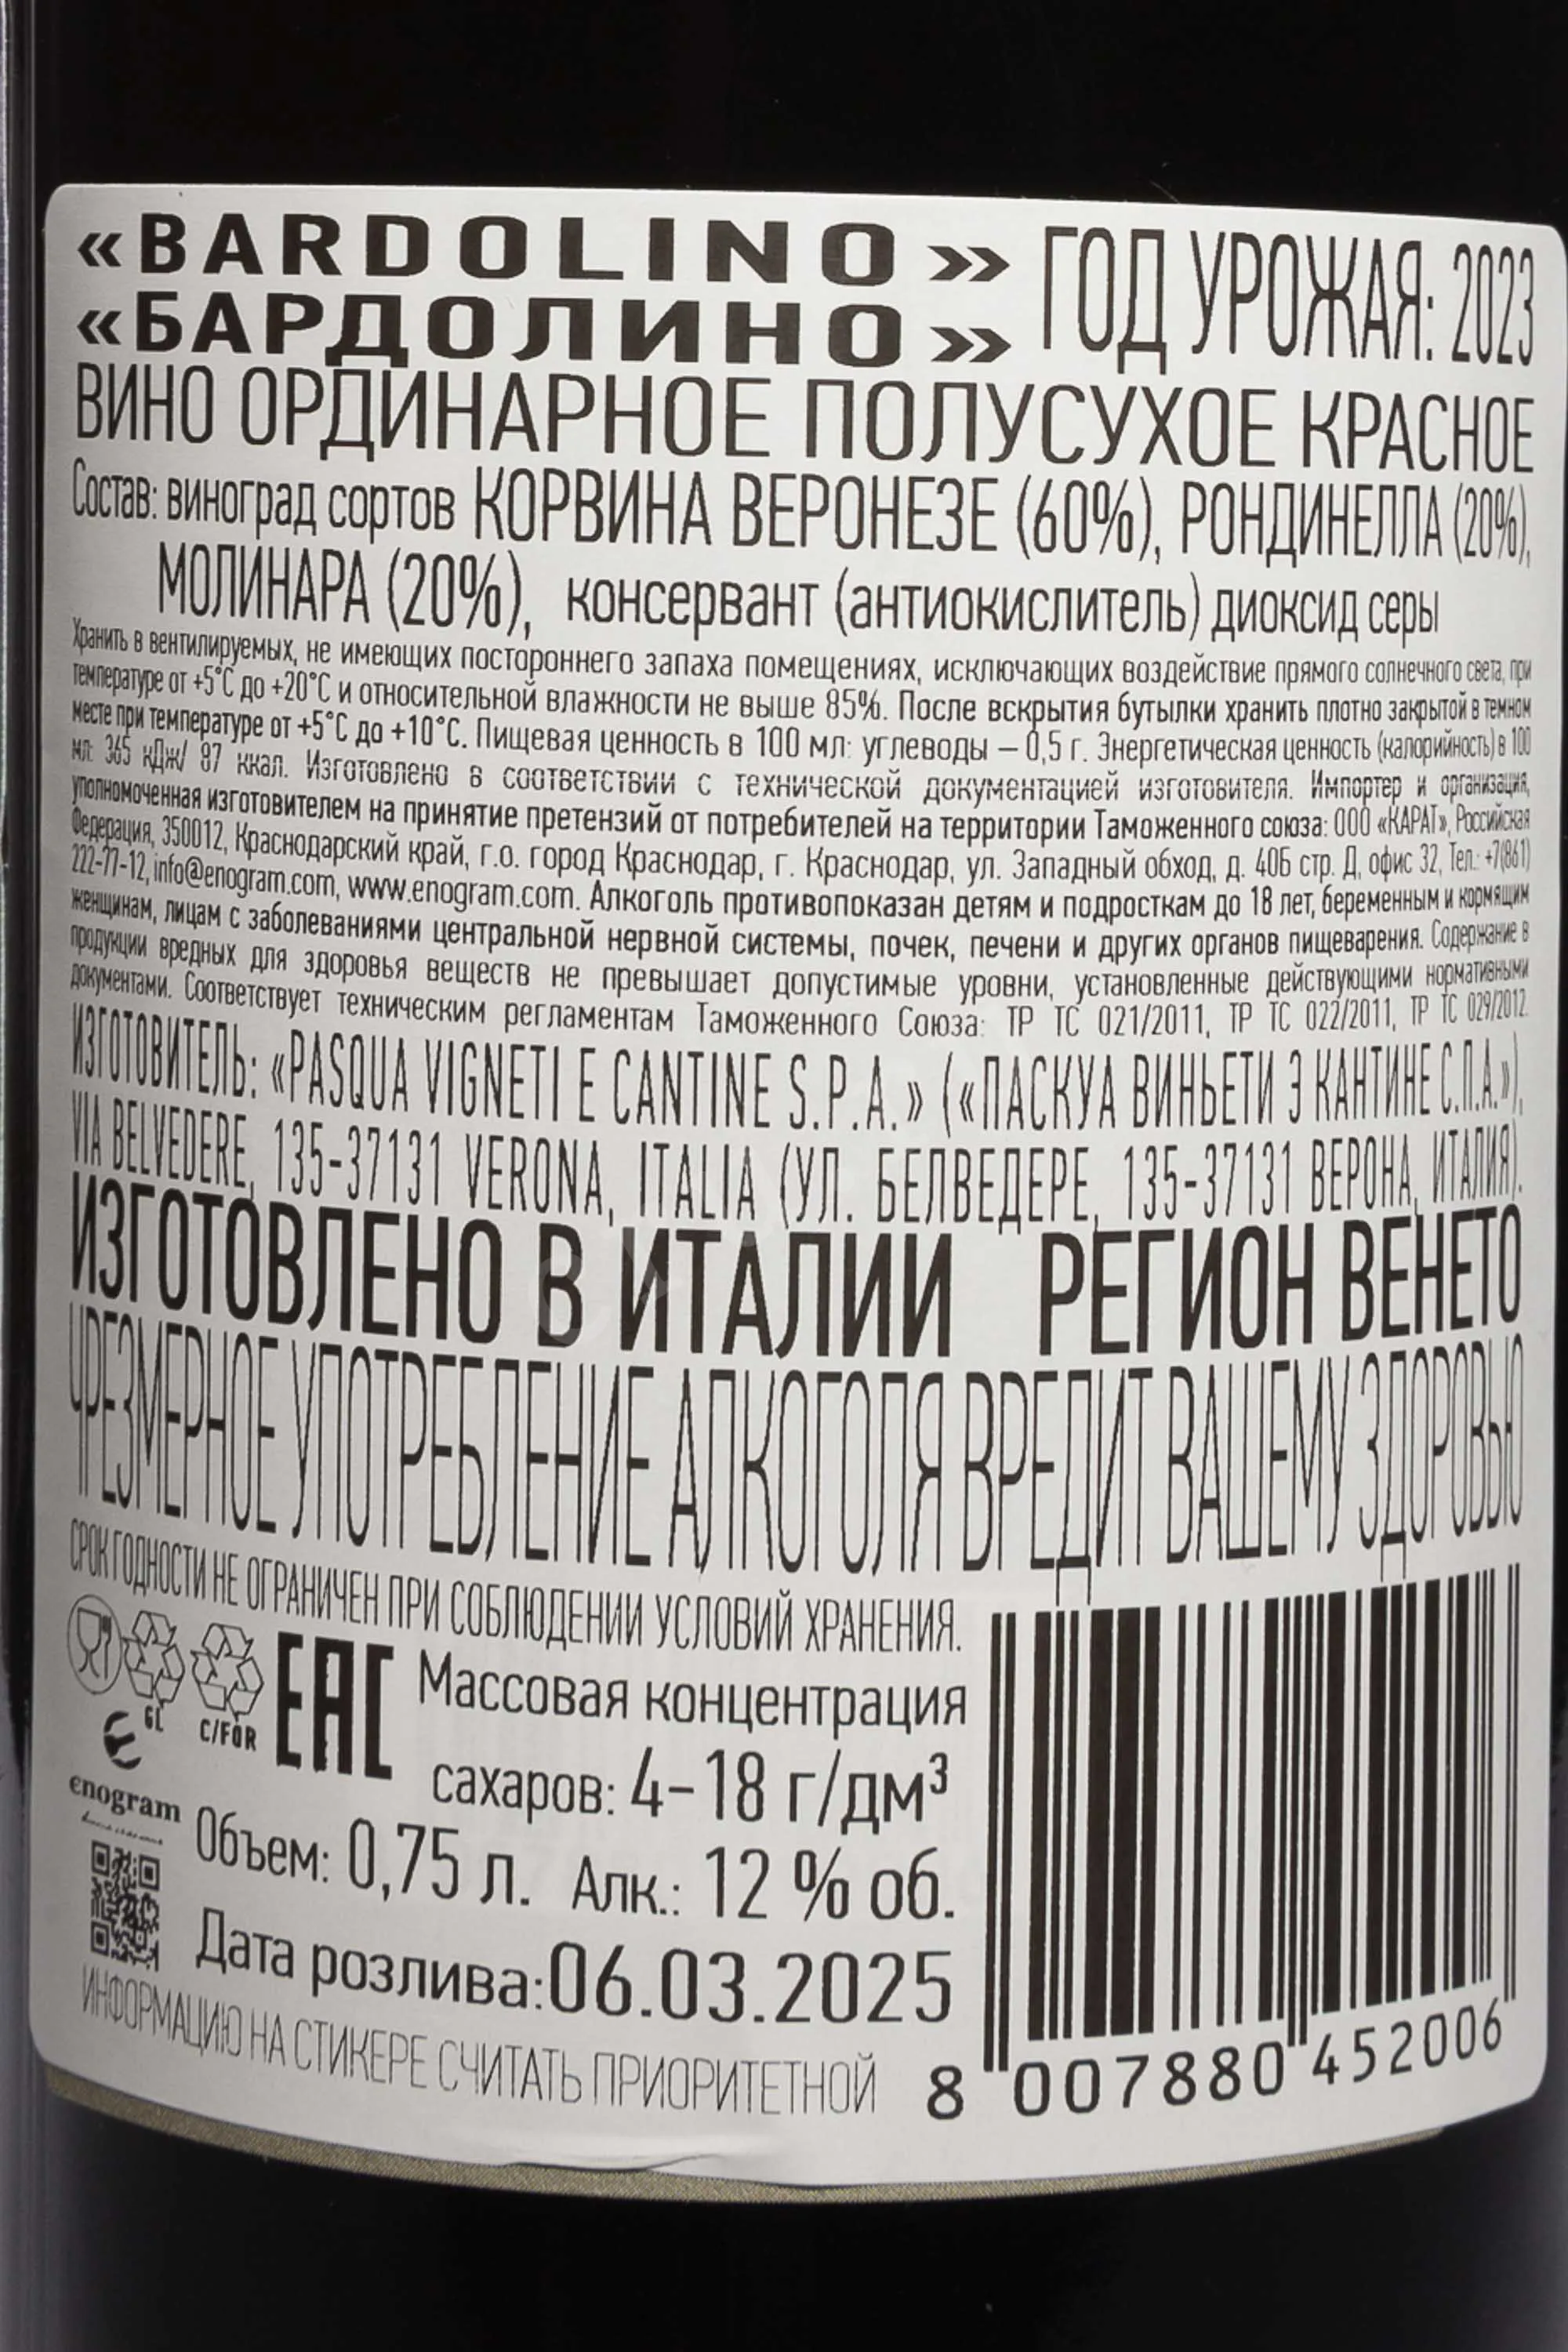 «BARDOLINO»
«БАРДОЛИНО»
ГОД УРОЖАЯ: 2023
ВИНО ОРДИНАРНОЕ ПОЛУСУХОЕ КРАСНОЕ
Состав: виноград сортов КОРВИНА ВЕРОНЕЗЕ (60%), РОНДИНЕЛЛА (20%),
МОЛИНАРА (20%), консервант (антиокислитель) диоксид серы
Хранить в вентилируемых, не имеющих постороннего запаха помещениях, исключающих воздействие прямого солнечного света, при
температуре от +5°С до +20°С и относительной влажности не выше 85%. После вскрытия бутылки хранить плотно закрытой в темном
месте при температуре от +5°С до +10°С. Пищевая ценность в 100 мл: углеводы – 0,5 г. Энергетическая ценность (калорийность) в 100
мл: 365 кДж/ 87 ккал. Изготовлено в соответствии с технической документацией изготовителя. Импортер и организация,
уполномоченная изготовителем на принятие претензий от потребителей на территории Таможенного союза: ООО «КАРАТ», Российская
Федерация, 350012, Краснодарский край, г.о. город Краснодар, г. Краснодар, ул. Западный обход, д. 40Б стр. Д, офис 32, Тел.: +7(861)
222-77-12, info@enogram.com, www.enogram.com. Алкоголь противопоказан детям и подросткам до 18 лет, беременным и кормящим
женщинам, лицам с заболеваниями центральной нервной системы, почек, печени и других органов пищеварения. Содержание в
продукции вредных для здоровья веществ не превышает допустимые уровни, установленные действующими нормативными
документами. Соответствует техническим регламентам Таможенного Союза: ТР ТС 021/2011, ТР ТС 022/2011, ТР ТС 029/2012.
ИЗГОТОВИТЕЛЬ: «PASQUA VIGNETI E CANTINE S.P.A.» («ПАСКУА ВИНЬЕТИ Э КАНТИНЕ С.П.А.»),
VIA BELVEDERE, 135-37131 VERONA, ITALIA (УЛ. БЕЛВЕДЕРЕ, 135-37131 ВЕРОНА, ИТАЛИЯ).
ИЗГОТОВЛЕНО В ИТАЛИИ РЕГИОН ВЕНЕТО
ЧРЕЗМЕРНОЕ УПОТРЕБЛЕНИЕ АЛКОГОЛЯ ВРЕДИТ ВАШЕМУ ЗДОРОВЬЮ
СРОК ГОДНОСТИ НЕ ОГРАНИЧЕН ПРИ СОБЛЮДЕНИИ УСЛОВИЙ ХРАНЕНИЯ.
GL
C/FOR
EAC
Массовая концентрация
сахаров: 4–18 г/дм³
enogram
Объем: 0,75 л. Алк.: 12 % об.
Дата розлива:06.03.2025
ИНФОРМАЦИЮ НА СТИКЕРЕ СЧИТАТЬ ПРИОРИТЕТНОЙ
8 007880 452006